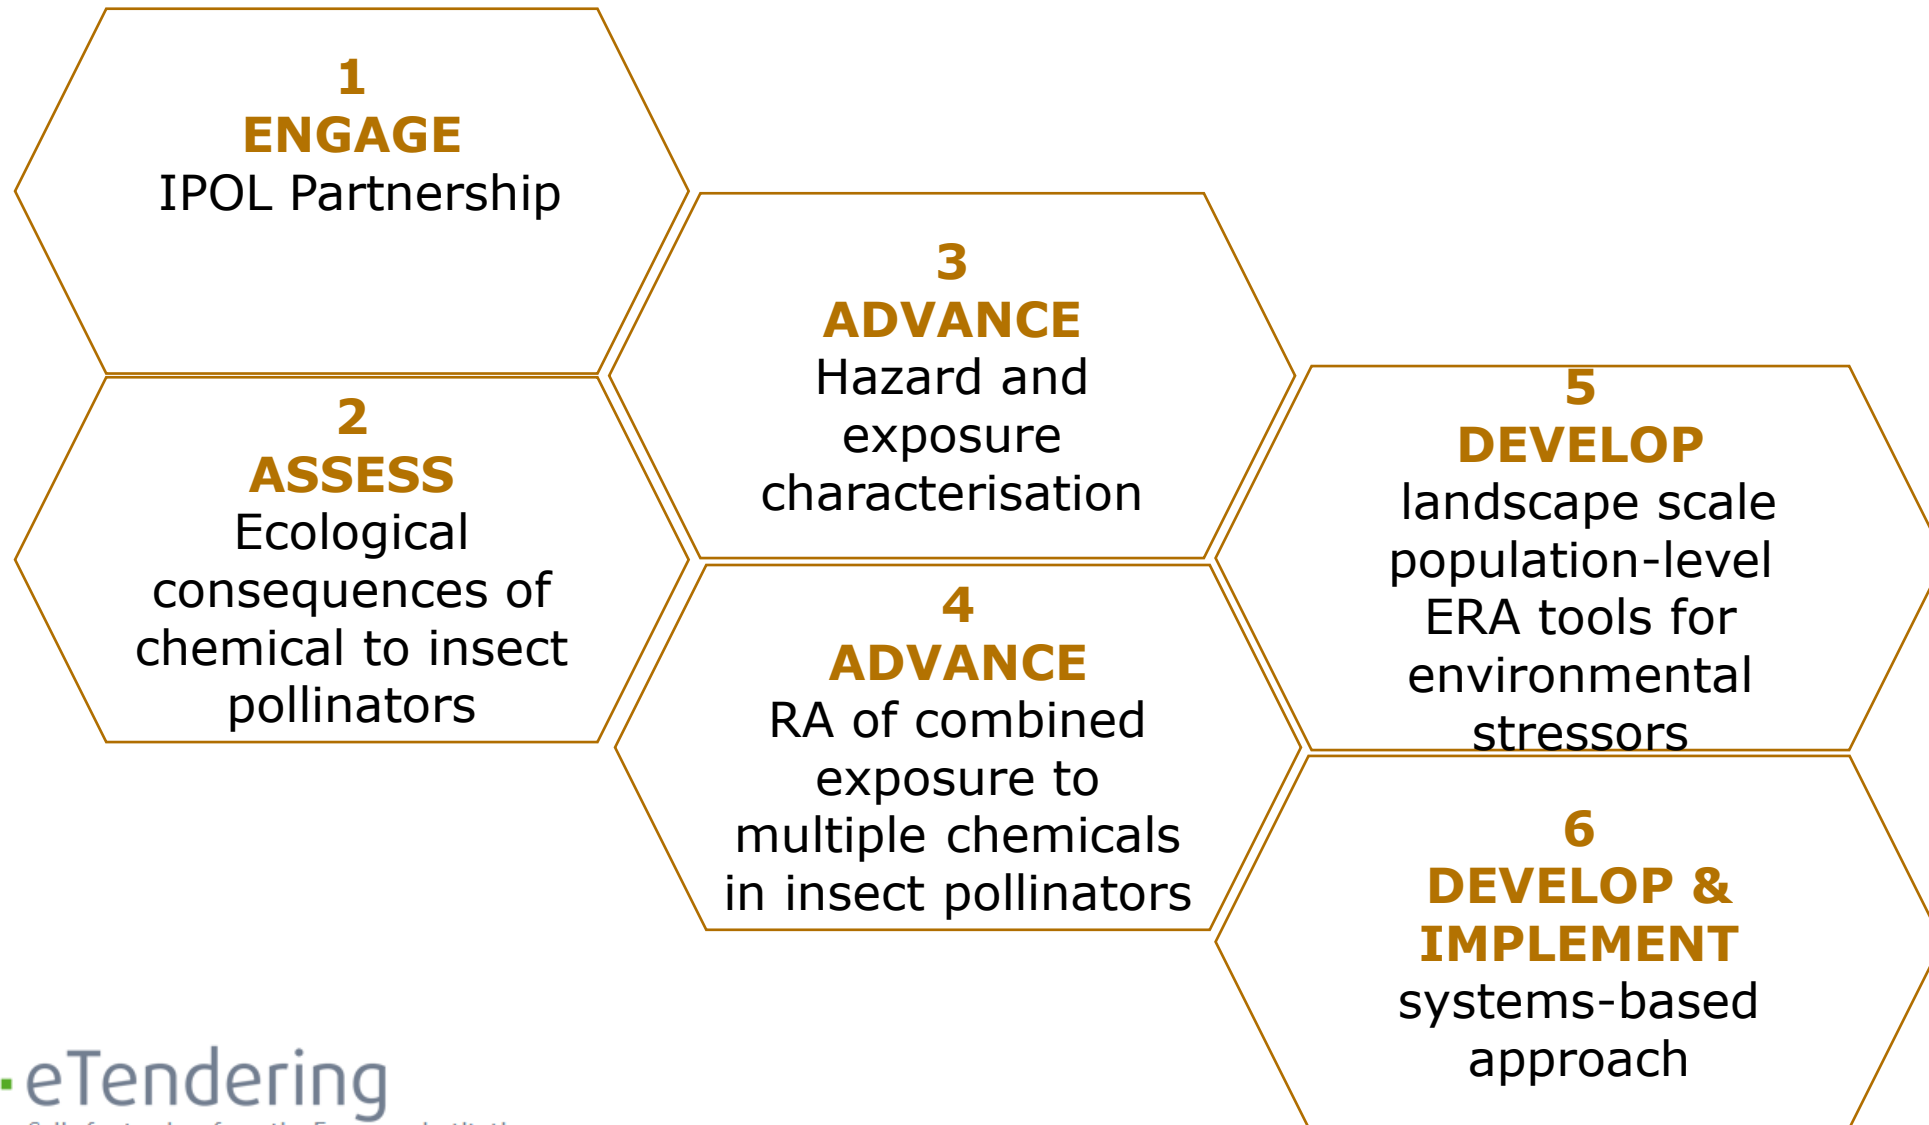 1
ENGAGE
IPOL Partnership
2
ASSESS
Ecological
consequences of
chemical to insect
pollinators
3
ADVANCE
Hazard and
exposure
characterisation
4
ADVANCE
RA of combined
exposure to
multiple chemicals
in insect pollinators
5
DEVELOP
landscape scale
population-level
ERA tools for
environmental
stressors
6
DEVELOP &
IMPLEMENT
systems-based
approach
eTendering